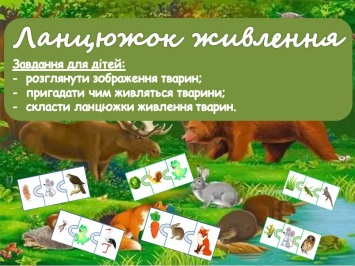 Ланцюжок живлення
Завдання для дітей:
- розглянути зображення тварин;
- пригадати чим живляться тварини;
- скласти ланцюжки живлення тварин.